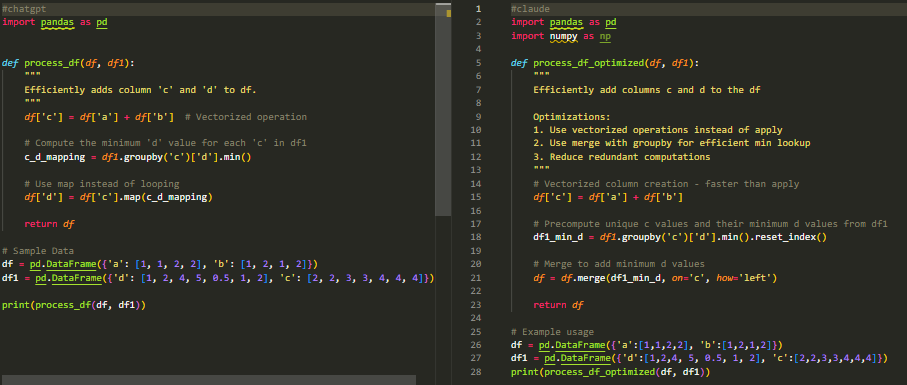 #chatgpt
import pandas as pd
def process_df(df, df1):
"""
Efficiently adds column 'c' and 'd' to df.
"""
df['c'] = df['a'] + df['b']  # Vectorized operation
# Compute the minimum 'd' value for each 'c' in df1
c_d_mapping = df1.groupby('c')['d'].min()
# Use map instead of looping
df['d'] = df['c'].map(c_d_mapping)
return df
# Sample Data
df = pd.DataFrame({'a': [1, 1, 2, 2], 'b': [1, 2, 1, 2]})
df1 = pd.DataFrame({'d': [1, 2, 4, 5, 0.5, 1, 2], 'c': [2, 2, 3, 3, 4, 4, 4]})
print(process_df(df, df1))
1 #claude
2 import pandas as pd
3 import numpy as np
4
5 def process_df_optimized(df, df1):
6 """
7 Efficiently add columns c and d to the df
8
9 Optimizations:
10 1. Use vectorized operations instead of apply
11 2. Use merge with groupby for efficient min lookup
12 3. Reduce redundant computations
13 """
14 # Vectorized column creation - faster than apply
15 df['c'] = df['a'] + df['b']
16
17 # Precompute unique c values and their minimum d values from df1
18 df1_min_d = df1.groupby('c')['d'].min().reset_index()
19
20 # Merge to add minimum d values
21 df = df.merge(df1_min_d, on='c', how='left')
22
23 return df
24
25 # Example usage
26 df = pd.DataFrame({'a':[1,1,2,2], 'b':[1,2,1,2]})
27 df1 = pd.DataFrame({'d':[1,2,4, 5, 0.5, 1, 2], 'c':[2,2,3,3,4,4,4]})
28 print(process_df_optimized(df, df1))